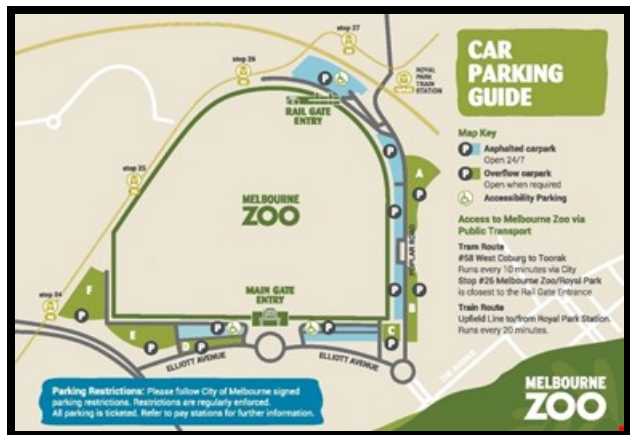 CAR
PARKING
GUIDE
Map Key
P Asphalted carpark
Open 24/7
P Overflow carpark
Open when required
Accessibility Parking
Access to Melbourne Zoo via
Public Transport
Tram Route
#58 West Coburg to Toorak
Runs every 10 minutes via City
Stop #26 Melbourne Zoo/Royal Park
is closest to the Rail Gate Entrance
Train Route
Upfield Line to/from Royal Park Station.
Runs every 20 minutes.
stop 27
stop 26
ROYAL
PARK
TRAIN
STATION
P
RAIL GATE
ENTRY
P
A
P
stop 25
MELBOURNE
ZOO
P
POPLAR ROAD
stop 24
F
P
MAIN GATE
ENTRY
P
P
B
E
P
D
P
P
P
C
P
ELLIOTT AVENUE
ELLIOTT AVENUE
THE AVENUE
Parking Restrictions: Please follow City of Melbourne signed
parking restrictions. Restrictions are regularly enforced.
All parking is ticketed. Refer to pay stations for further information.
MELBOURNE
ZOO